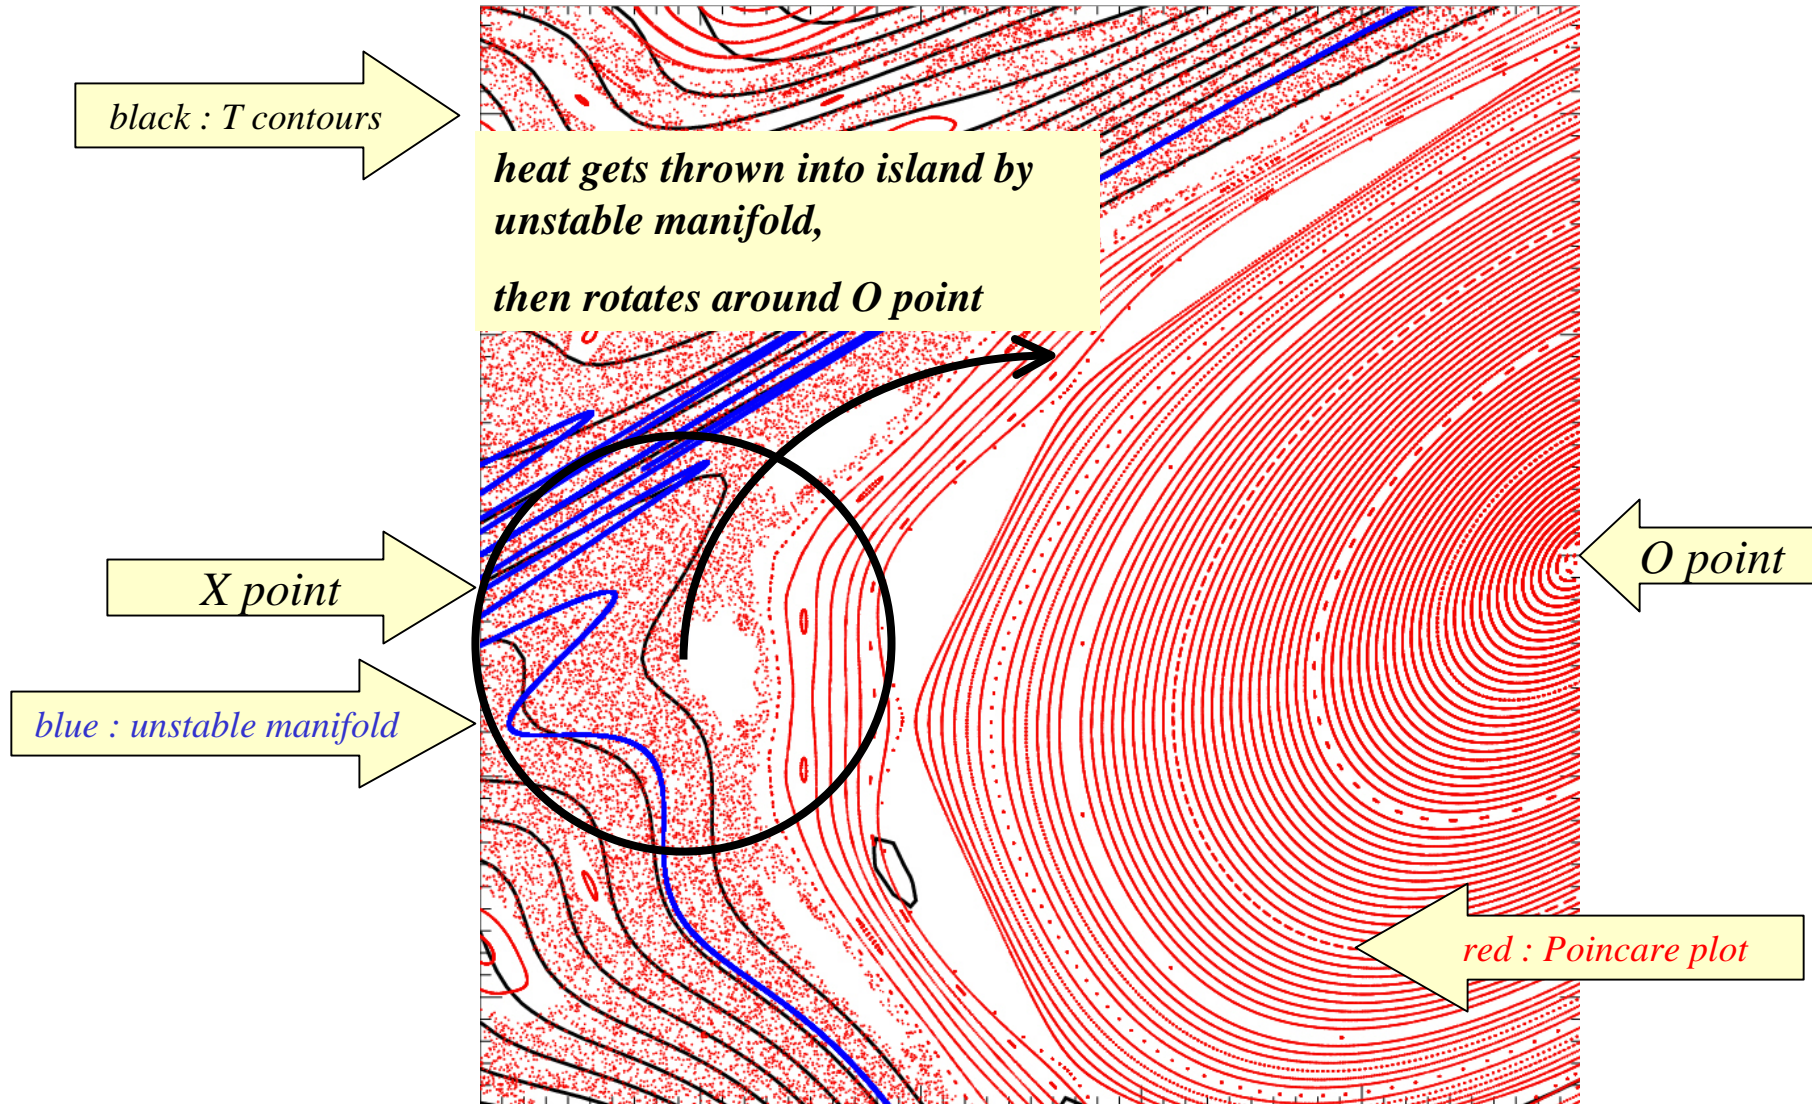 black : T contours
heat gets thrown into island by
unstable manifold,
then rotates around O point
X point
O point
blue : unstable manifold
red : Poincare plot